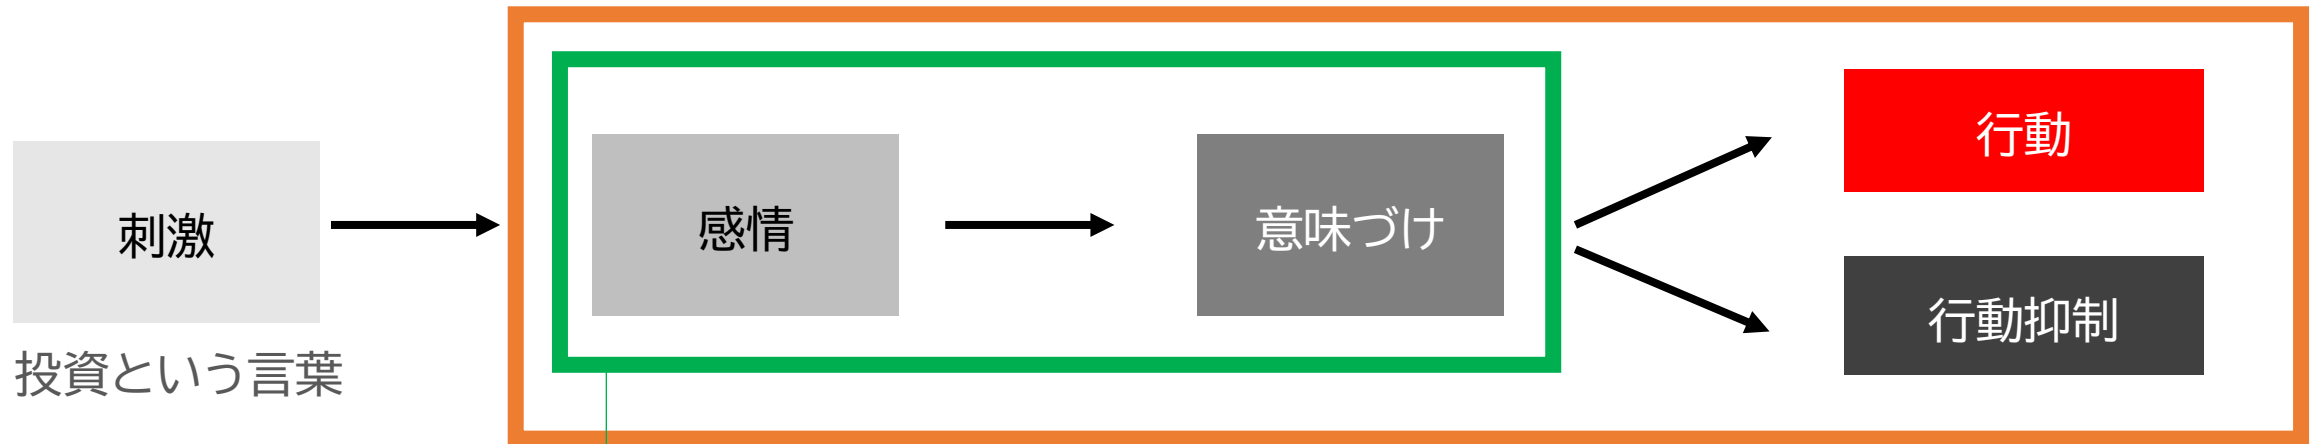 刺激
投資という言葉
感情
意味づけ
行動
行動抑制